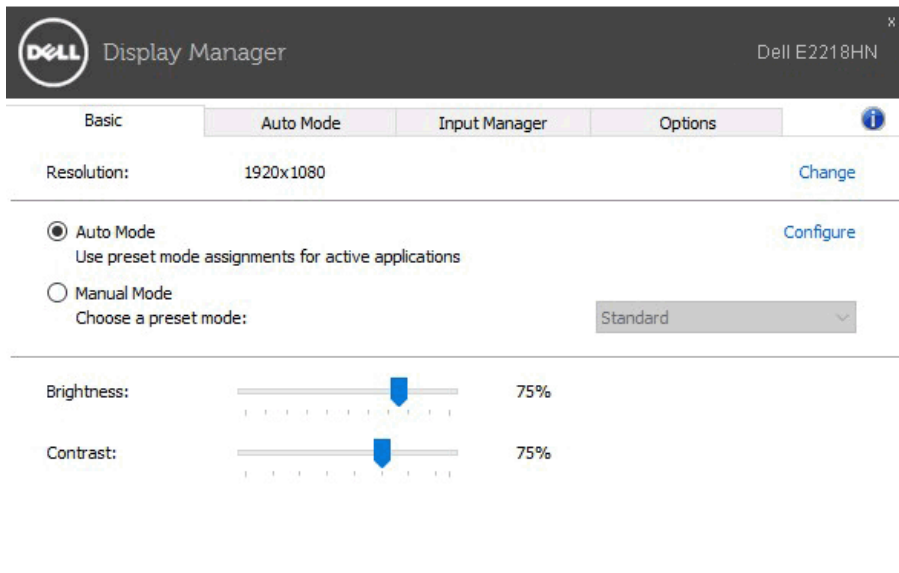 x
DELL Display Manager Dell E2218HN
Basic Auto Mode Input Manager Options i
Resolution: 1920x1080 Change
Auto Mode Configure
Use preset mode assignments for active applications
Manual Mode
Choose a preset mode: Standard
Brightness: 75%
Contrast: 75%